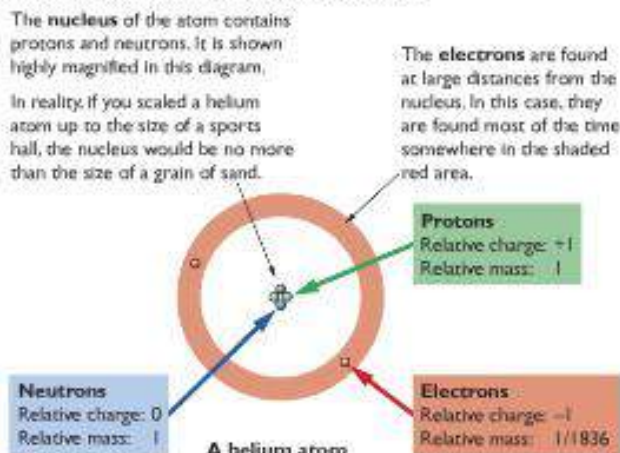 The nucleus of the atom contains
protons and neutrons. It is shown
highly magnified in this diagram.
In reality, if you scaled a helium
atom up to the size of a sports
hall, the nucleus would be no more
than the size of a grain of sand.
The electrons are found
at large distances from the
nucleus. In this case, they
are found most of the time
somewhere in the shaded
red area.
Protons
Relative charge: +1
Relative mass: 1
Neutrons
Relative charge: 0
Relative mass: 1
Electrons
Relative charge: –1
Relative mass: 1/1836
A helium atom